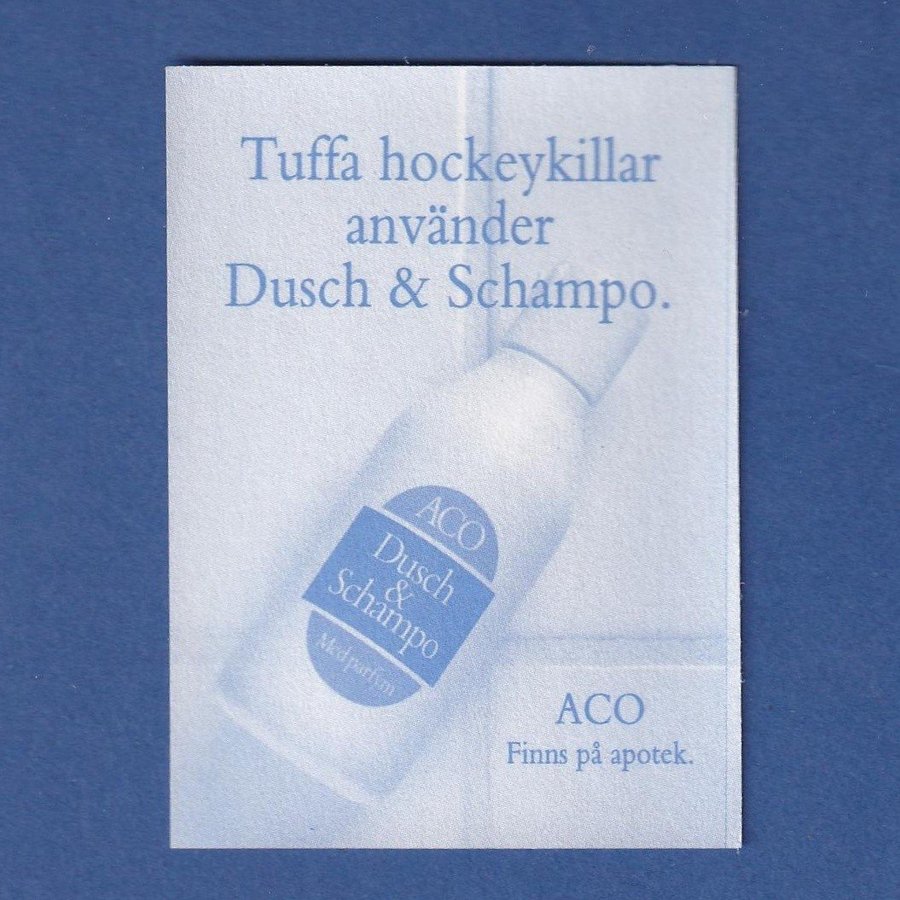 Tuffa hockeykillar
använder
Dusch & Schampo.
ACO
Dusch
&
Schampo
Med parfym
ACO
Finns på apotek.